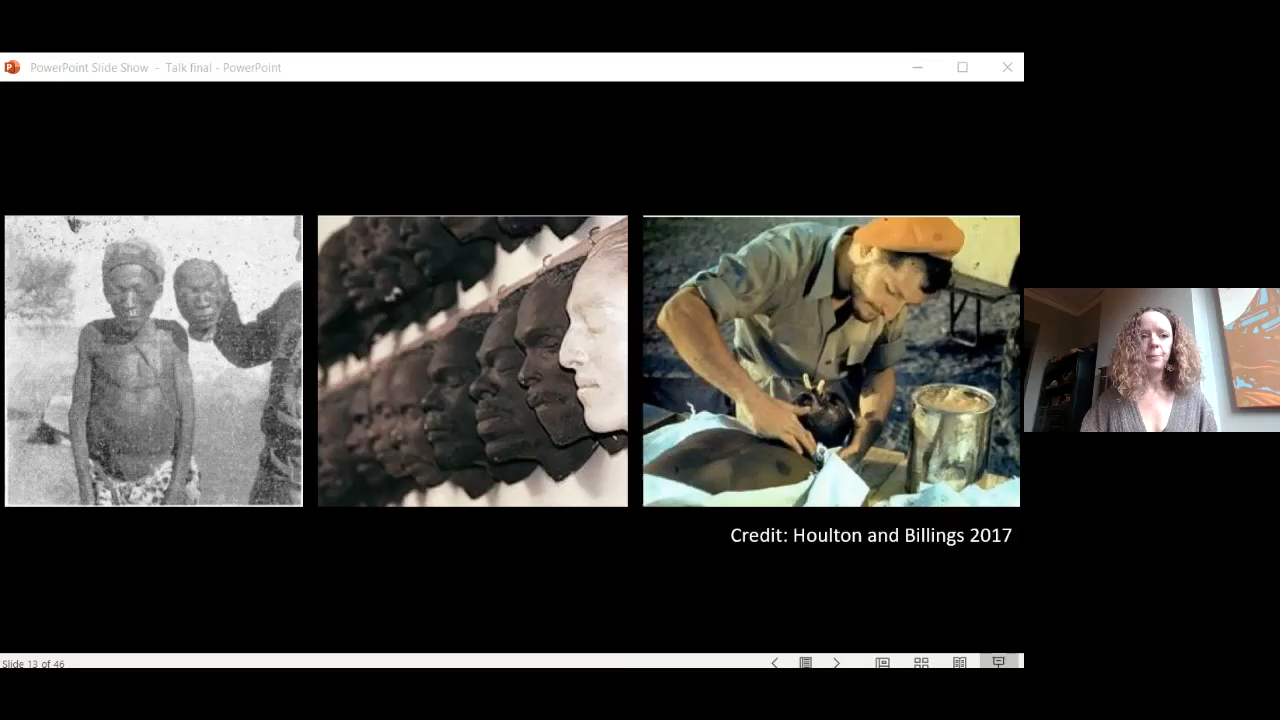 PowerPoint Slide Show - Talk final - PowerPoint
Credit: Houlton and Billings 2017
Slide 13 of 46